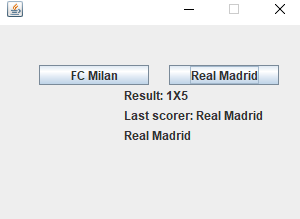 FC Milan Real Madrid
Result: 1X5
Last scorer: Real Madrid
Real Madrid